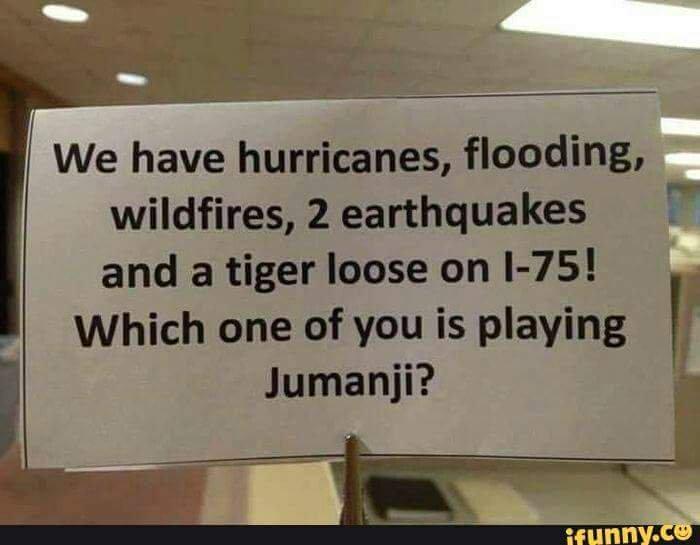 We have hurricanes, flooding,
wildfires, 2 earthquakes
and a tiger loose on I-75!
Which one of you is playing
Jumanji?
ifunny.co